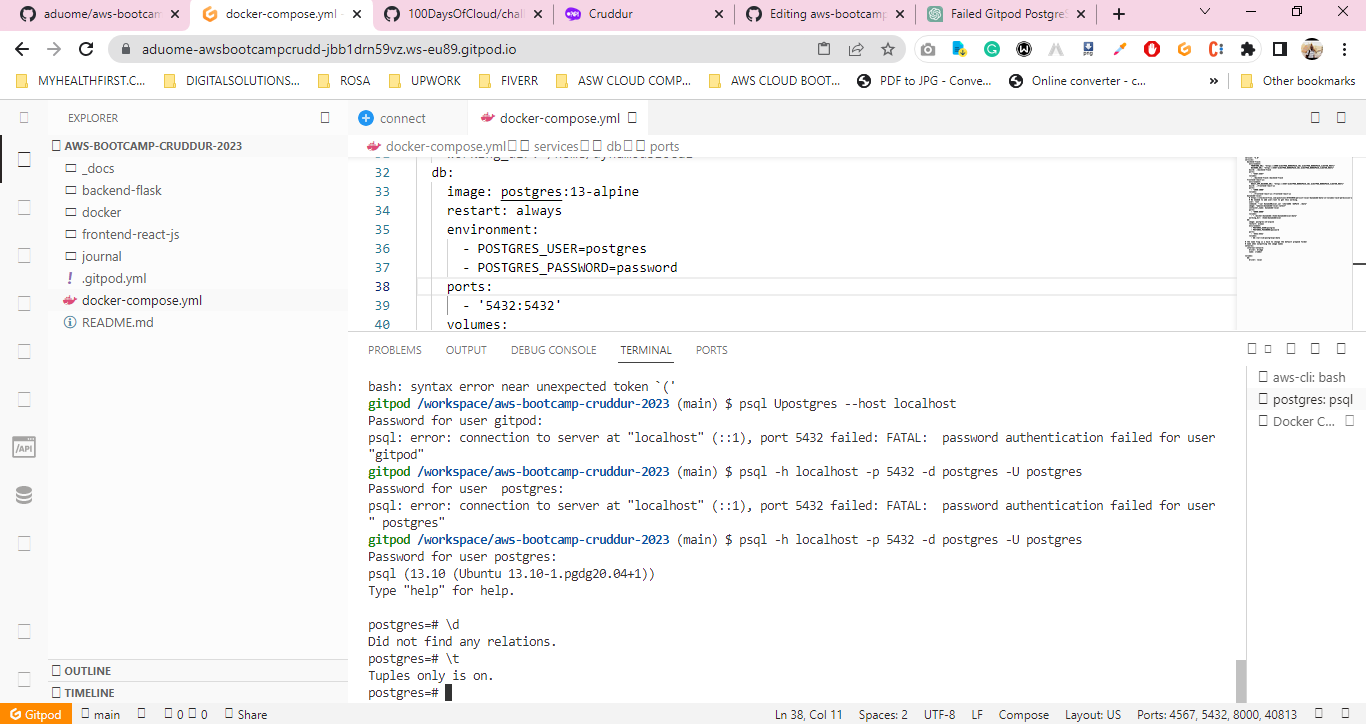 aduome/aws-bootcam
docker-compose.yml -
100DaysOfCloud/chal
Cruddur
Editing aws-bootcamp
Failed Gitpod Postgre
aduome-awsbootcampcrudd-jbb1drn59vz.ws-eu89.gitpod.io
MYHEALTHFIRST.C...
DIGITALSOLUTIONS...
ROSA
UPWORK
FIVERR
ASW CLOUD COMP...
AWS CLOUD BOOT...
PDF to JPG - Conve...
Online converter - c...
»
Other bookmarks
EXPLORER
connect
docker-compose.yml
AWS-BOOTCAMP-CRUDDUR-2023
docker-compose.yml services db ports
_docs
backend-flask
docker
frontend-react-js
journal
.gitpod.yml
docker-compose.yml
README.md
32 db:
33 image: postgres:13-alpine
34 restart: always
35 environment:
36 - POSTGRES_USER=postgres
37 - POSTGRES_PASSWORD=password
38 ports:
39 - '5432:5432'
40 volumes:
PROBLEMS OUTPUT DEBUG CONSOLE TERMINAL PORTS
bash: syntax error near unexpected token `('
gitpod /workspace/aws-bootcamp-cruddur-2023 (main) $ psql Upostgres --host localhost
Password for user gitpod:
psql: error: connection to server at "localhost" (::1), port 5432 failed: FATAL:  password authentication failed for user
"gitpod"
gitpod /workspace/aws-bootcamp-cruddur-2023 (main) $ psql -h localhost -p 5432 -d postgres -U postgres
Password for user  postgres:
psql: error: connection to server at "localhost" (::1), port 5432 failed: FATAL:  password authentication failed for user
" postgres"
gitpod /workspace/aws-bootcamp-cruddur-2023 (main) $ psql -h localhost -p 5432 -d postgres -U postgres
Password for user postgres:
psql (13.10 (Ubuntu 13.10-1.pgdg20.04+1))
Type "help" for help.
postgres=# \d
Did not find any relations.
postgres=# \t
Tuples only is on.
postgres=#
aws-cli: bash
postgres: psql
Docker C...
/API
OUTLINE
TIMELINE
Gitpod main 0 0 Share
Ln 38, Col 11 Spaces: 2 UTF-8 LF Compose Layout: US Ports: 4567, 5432, 8000, 40813